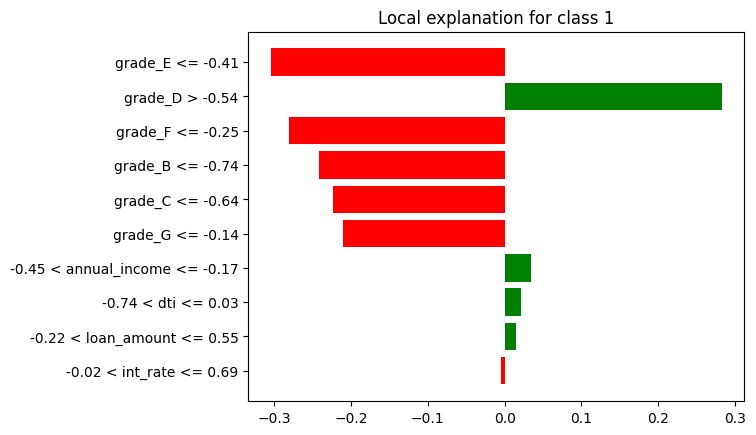 Local explanation for class 1
grade_E <= -0.41
grade_D > -0.54
grade_F <= -0.25
grade_B <= -0.74
grade_C <= -0.64
grade_G <= -0.14
-0.45 < annual_income <= -0.17
-0.74 < dti <= 0.03
-0.22 < loan_amount <= 0.55
-0.02 < int_rate <= 0.69
−0.3 −0.2 −0.1 0.0 0.1 0.2 0.3